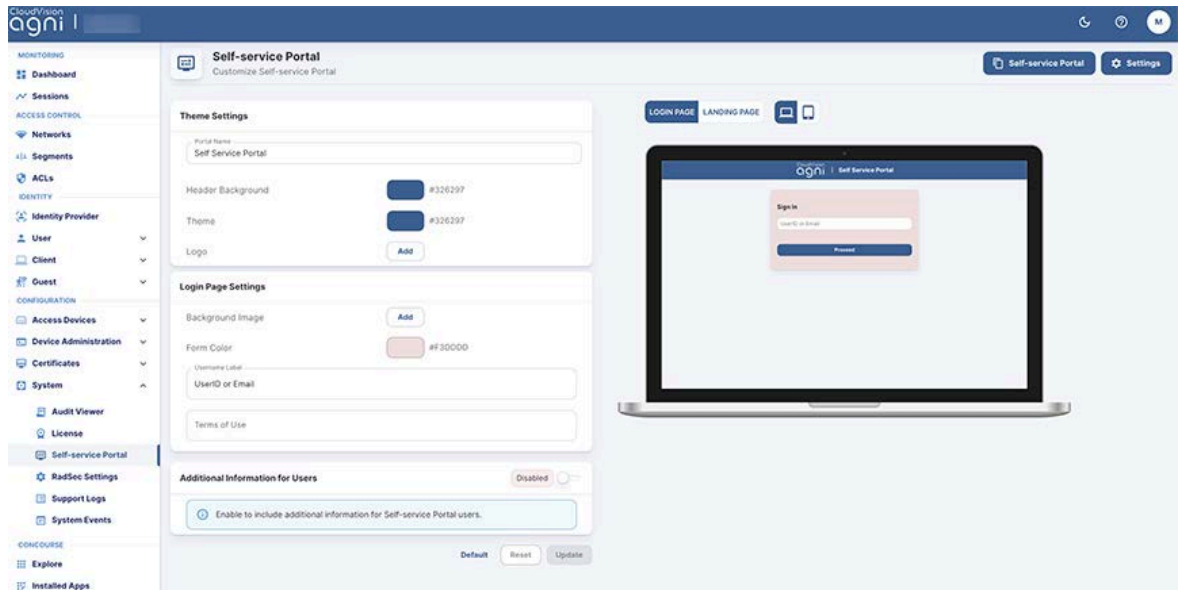 CloudVision
agni
M
MONITORING
Dashboard
Sessions
ACCESS CONTROL
Networks
Segments
ACLs
IDENTITY
Identity Provider
User
Client
Guest
CONFIGURATION
Access Devices
Device Administration
Certificates
System
Audit Viewer
License
Self-service Portal
RadSec Settings
Support Logs
System Events
CONCOURSE
Explore
Installed Apps
Self-service Portal
Customize Self-service Portal
Self-service Portal
Settings
Theme Settings
Portal Name
Self Service Portal
Header Background
#326297
Theme
#326297
Logo
Add
Login Page Settings
Background Image
Add
Form Color
#F3DDDD
Username Label
UserID or Email
Terms of Use
Additional Information for Users
Disabled
Enable to include additional information for Self-service Portal users.
Default
Reset
Update
LOGIN PAGE
LANDING PAGE
CloudVision
agni
Self Service Portal
Sign in
UserID or Email
Proceed